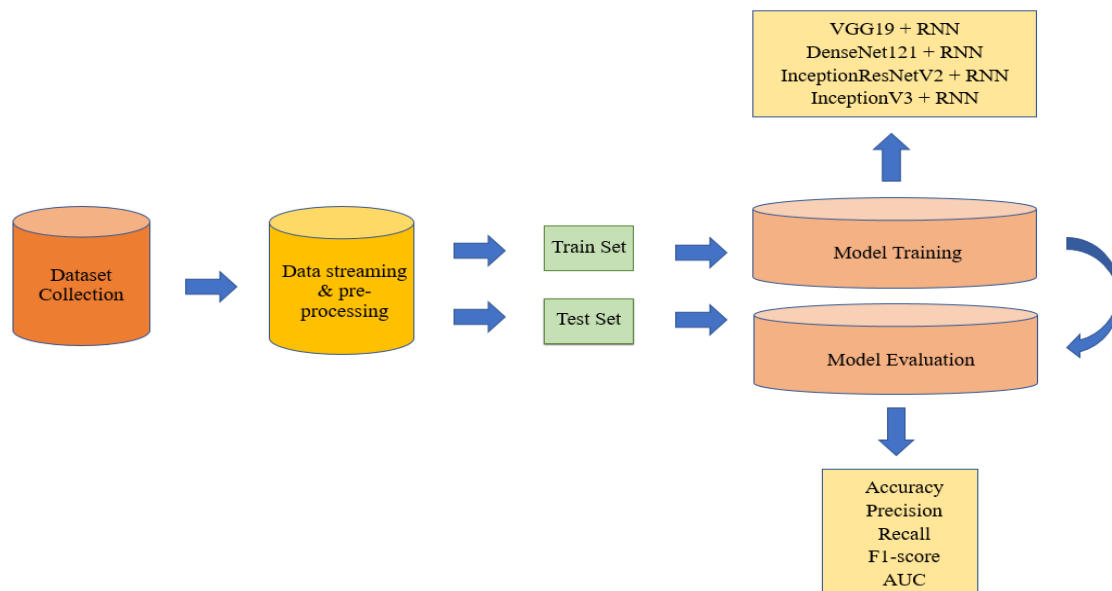 VGG19 + RNN
DenseNet121 + RNN
InceptionResNetV2 + RNN
InceptionV3 + RNN
Dataset
Collection
Data streaming
& pre-
processing
Train Set
Test Set
Model Training
Model Evaluation
Accuracy
Precision
Recall
F1-score
AUC